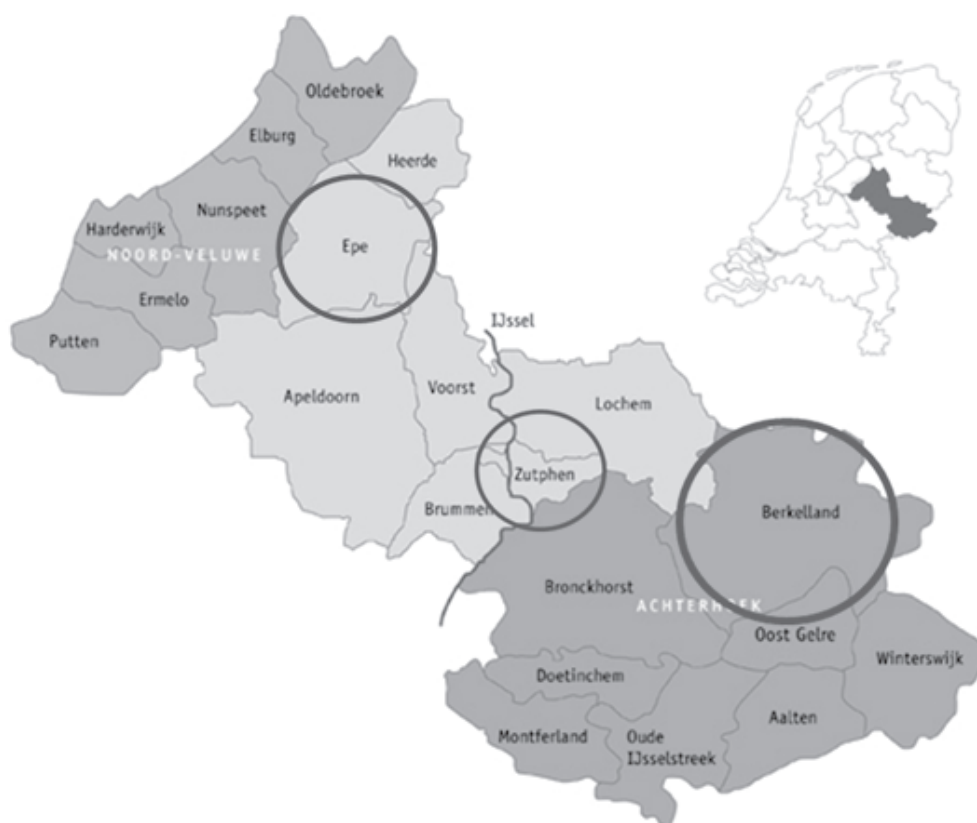 Oldebroek
Elburg
Heerde
Nunspeet
Harderwijk
NOORD-VELUWE
Epe
Ermelo
Putten
IJssel
Apeldoorn
Voorst
Lochem
Zutphen
Brummen
Berkelland
Bronckhorst
ACHTERHOEK
Oost Gelre
Winterswijk
Doetinchem
Aalten
Montferland
Oude
IJsselstreek